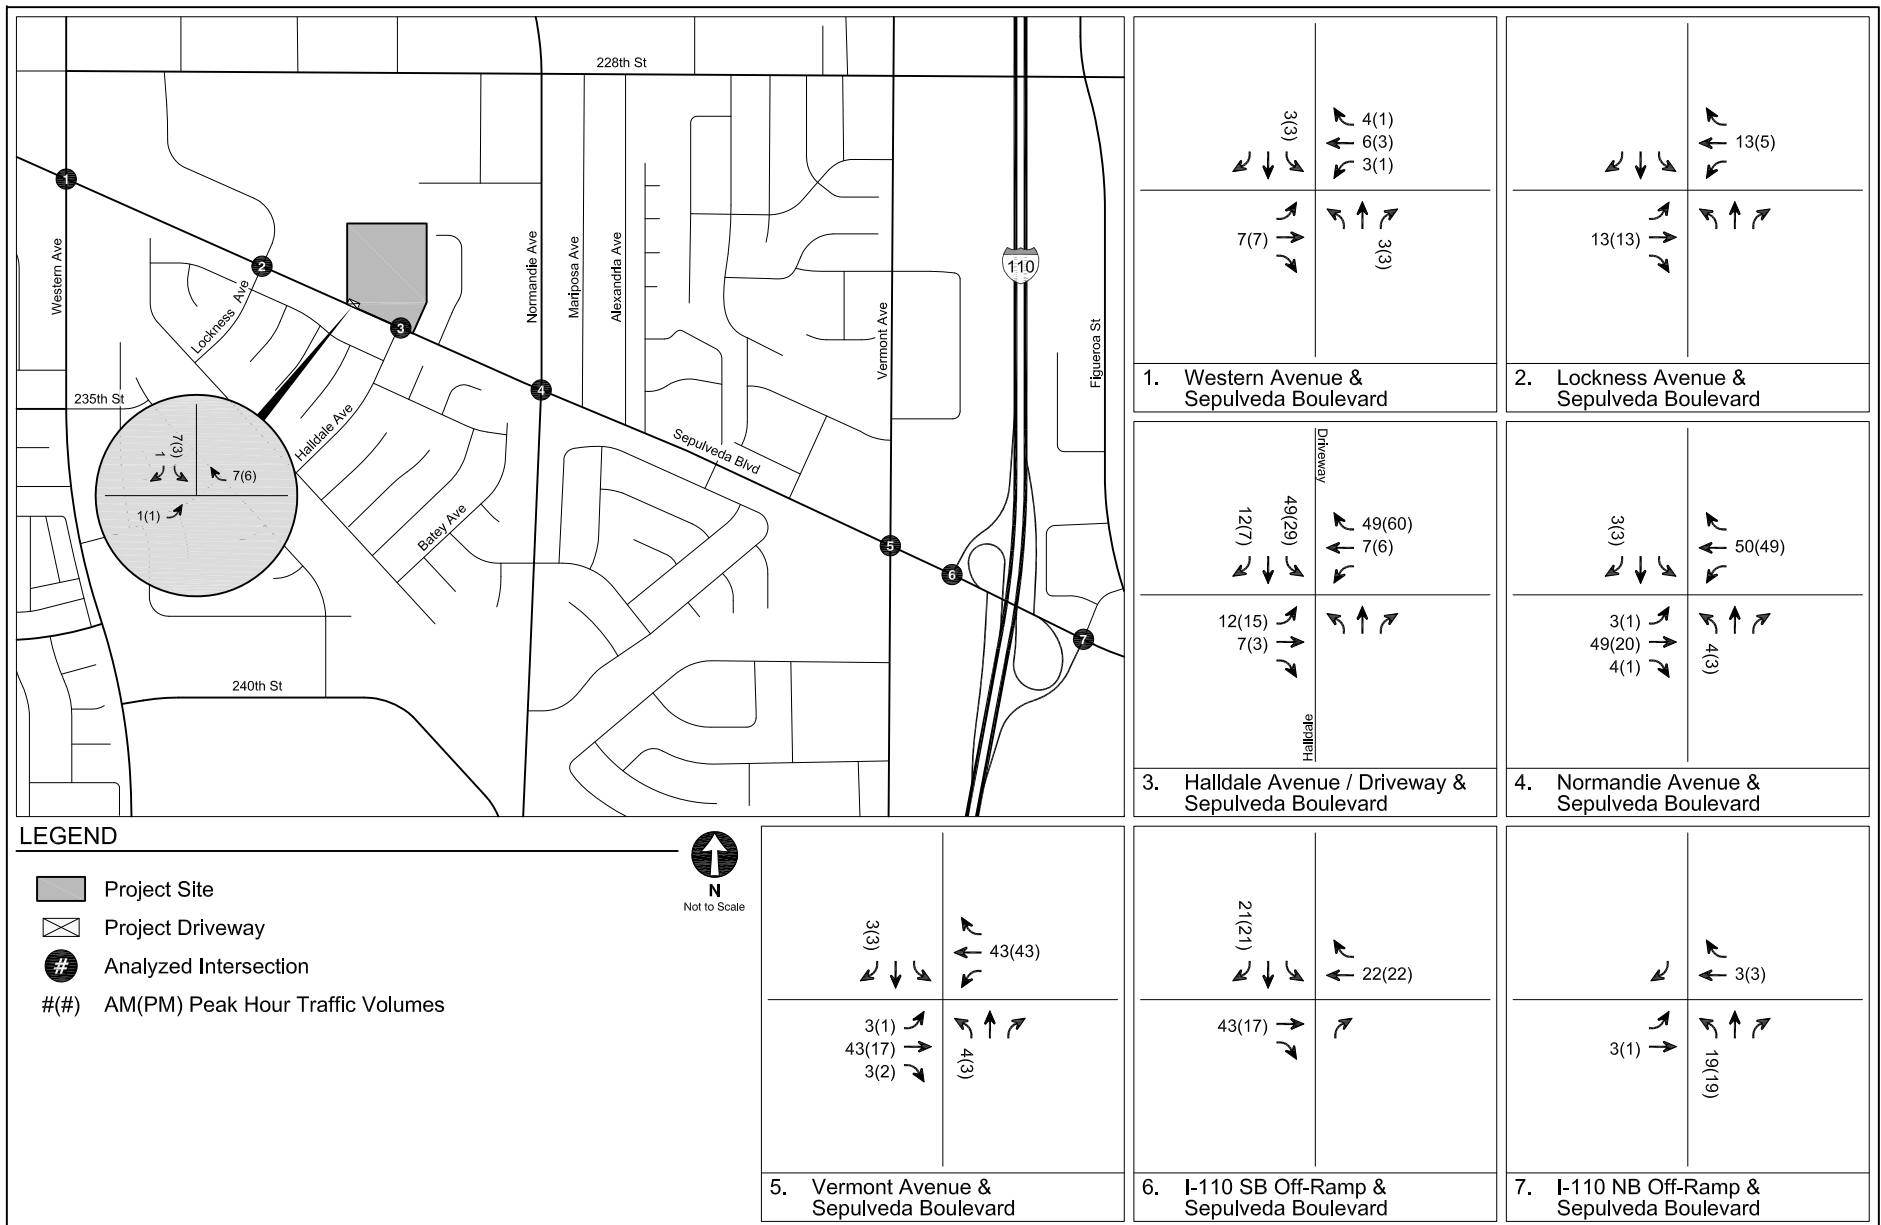 228th St
Western Ave
Lockness Ave
Normandie Ave
Mariposa Ave
Alexandria Ave
Vermont Ave
Figueroa St
110
1
2
3
4
5
6
7
235th St
Halldale Ave
Batey Ave
Sepulveda Blvd
240th St
1
7(3)
7(6)
1(1)
3(3)
4(1)
6(3)
3(1)
7(7)
3(3)
1. Western Avenue &
Sepulveda Boulevard
13(5)
13(13)
2. Lockness Avenue &
Sepulveda Boulevard
Driveway
12(7)
49(29)
49(60)
7(6)
12(15)
7(3)
Halldale
3. Halldale Avenue / Driveway &
Sepulveda Boulevard
3(3)
50(49)
3(1)
49(20)
4(1)
4(3)
4. Normandie Avenue &
Sepulveda Boulevard
LEGEND
Project Site
Project Driveway
# Analyzed Intersection
#(#) AM(PM) Peak Hour Traffic Volumes
N
Not to Scale
3(3)
43(43)
3(1)
43(17)
3(2)
4(3)
5. Vermont Avenue &
Sepulveda Boulevard
21(21)
22(22)
43(17)
6. I-110 SB Off-Ramp &
Sepulveda Boulevard
3(3)
3(1)
19(19)
7. I-110 NB Off-Ramp &
Sepulveda Boulevard